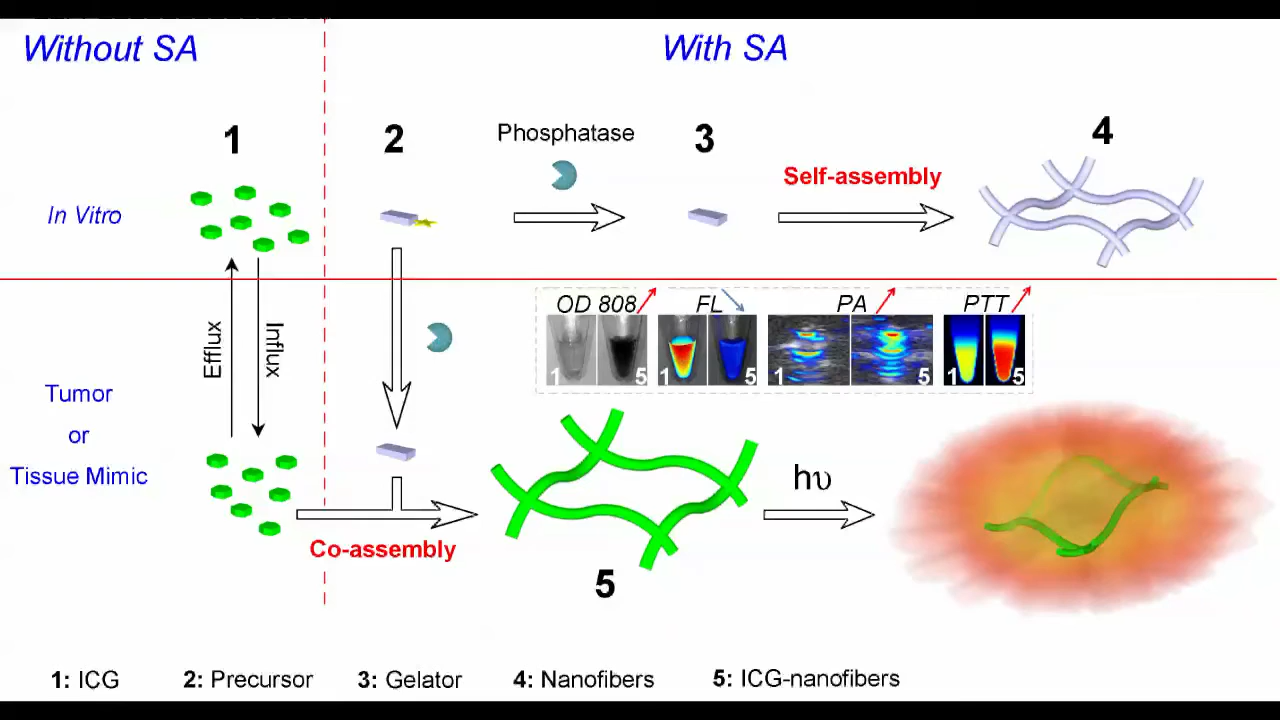 Without SA
With SA
1
2
Phosphatase
3
4
Self-assembly
In Vitro
OD 808
FL
PA
PTT
1
5
1
5
1
5
1
5
Efflux
Influx
Tumor
or
Tissue Mimic
hυ
Co-assembly
5
1: ICG
2: Precursor
3: Gelator
4: Nanofibers
5: ICG-nanofibers